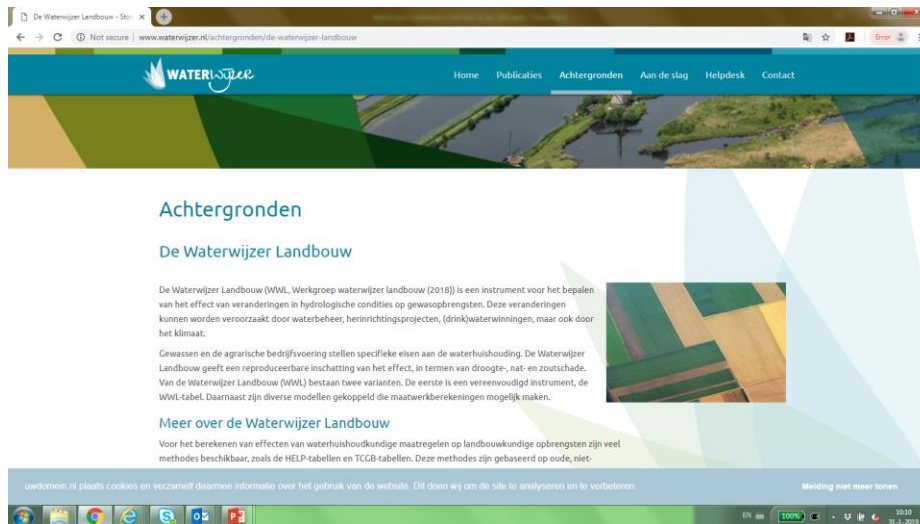 De Waterwijzer Landbouw - Sto
Not secure | www.waterwijzer.nl/achtergronden/de-waterwijzer-landbouw
Error
WATERwijzer
Home Publicaties Achtergronden Aan de slag Helpdesk Contact
Achtergronden
De Waterwijzer Landbouw
De Waterwijzer Landbouw (WWL, Werkgroep waterwijzer landbouw (2018)) is een instrument voor het bepalen
van het effect van veranderingen in hydrologische condities op gewasopbrengsten. Deze veranderingen
kunnen worden veroorzaakt door waterbeheer, herinrichtingsprojecten, (drink)waterwinningen, maar ook door
het klimaat.
Gewassen en de agrarische bedrijfsvoering stellen specifieke eisen aan de waterhuishouding. De Waterwijzer
Landbouw geeft een reproduceerbare inschatting van het effect, in termen van droogte-, nat- en zoutschade.
Van de Waterwijzer Landbouw (WWL) bestaan twee varianten. De eerste is een vereenvoudigd instrument, de
WWL-tabel. Daarnaast zijn diverse modellen gekoppeld die maatwerkberekeningen mogelijk maken.
Meer over de Waterwijzer Landbouw
Voor het berekenen van effecten van waterhuishoudkundige maatregelen op landbouwkundige opbrengsten zijn veel
methodes beschikbaar, zoals de HELP-tabellen en TCGB-tabellen. Deze methodes zijn gebaseerd op oude, niet-
uwdomein.nl plaats cookies en verzamelt daarmee informatie over het gebruik van de website. Dit doen wij om de site te analyseren en te verbeteren. Melding niet meer tonen
EN 100% 10:10
31-1-2019